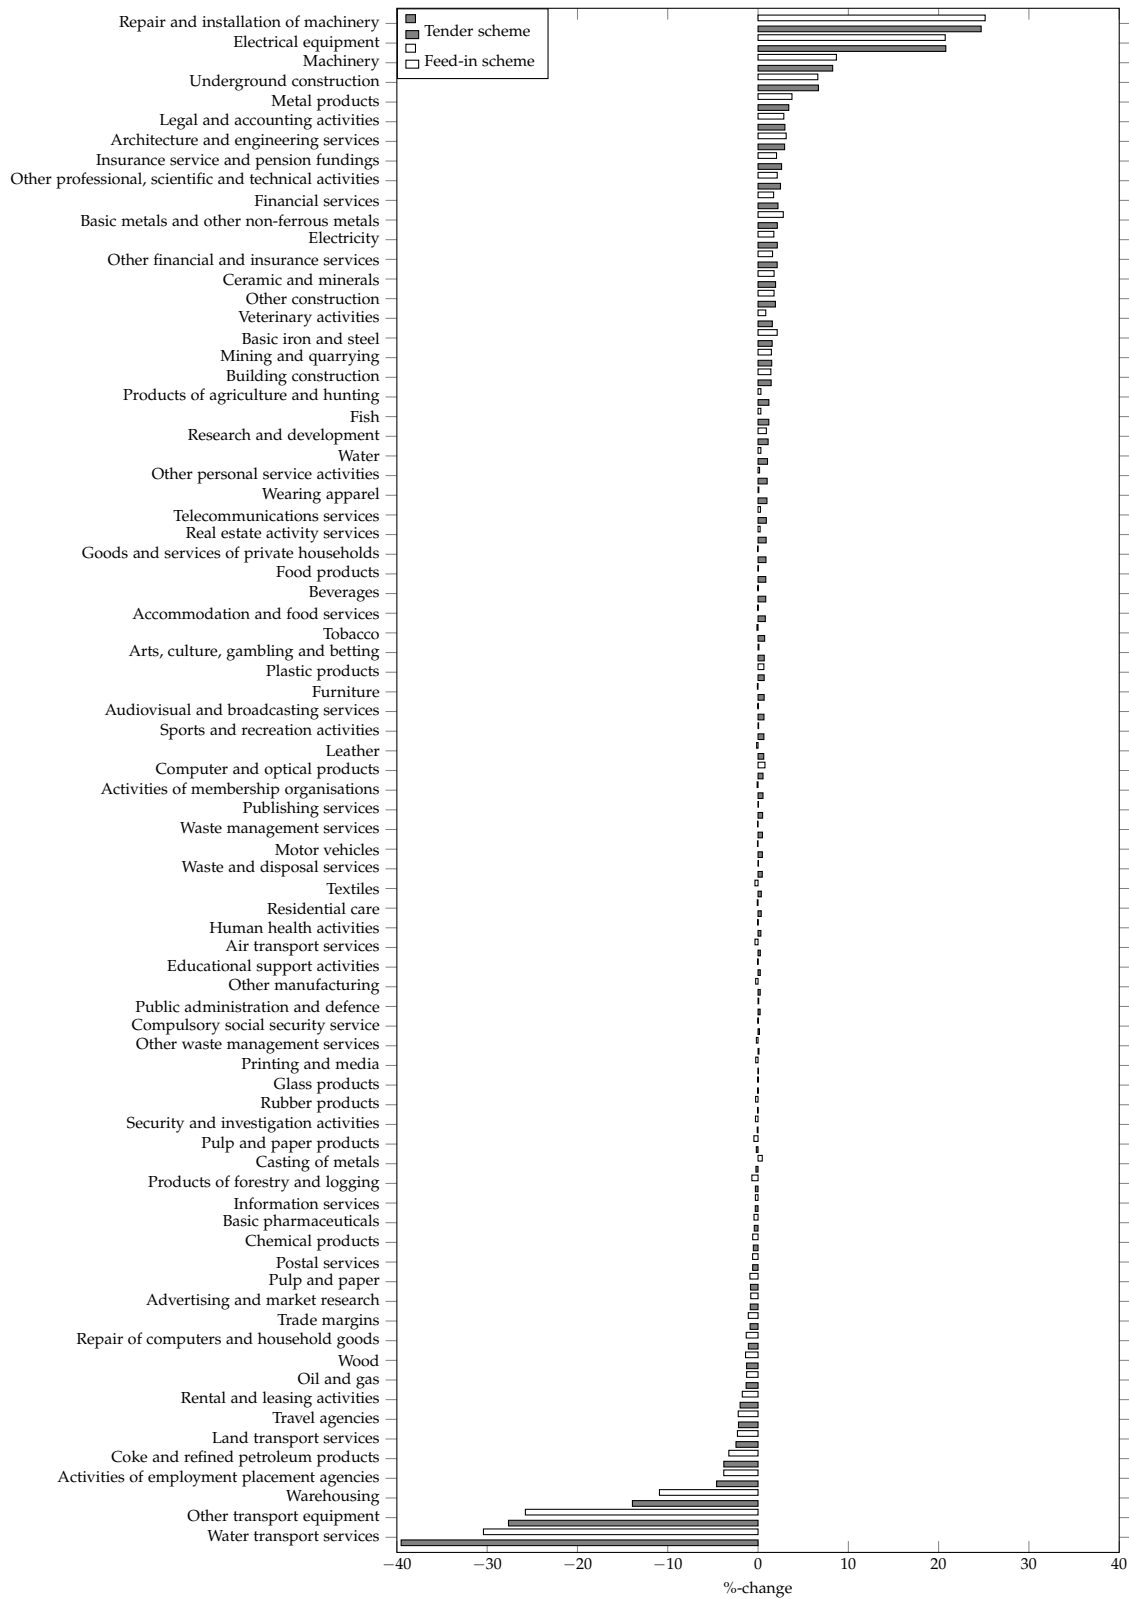 Tender scheme
Feed-in scheme
Repair and installation of machinery
Electrical equipment
Machinery
Underground construction
Metal products
Legal and accounting activities
Architecture and engineering services
Insurance service and pension fundings
Other professional, scientific and technical activities
Financial services
Basic metals and other non-ferrous metals
Electricity
Other financial and insurance services
Ceramic and minerals
Other construction
Veterinary activities
Basic iron and steel
Mining and quarrying
Building construction
Products of agriculture and hunting
Fish
Research and development
Water
Other personal service activities
Wearing apparel
Telecommunications services
Real estate activity services
Goods and services of private households
Food products
Beverages
Accommodation and food services
Tobacco
Arts, culture, gambling and betting
Plastic products
Furniture
Audiovisual and broadcasting services
Sports and recreation activities
Leather
Computer and optical products
Activities of membership organisations
Publishing services
Waste management services
Motor vehicles
Waste and disposal services
Textiles
Residential care
Human health activities
Air transport services
Educational support activities
Other manufacturing
Public administration and defence
Compulsory social security service
Other waste management services
Printing and media
Glass products
Rubber products
Security and investigation activities
Pulp and paper products
Casting of metals
Products of forestry and logging
Information services
Basic pharmaceuticals
Chemical products
Postal services
Pulp and paper
Advertising and market research
Trade margins
Repair of computers and household goods
Wood
Oil and gas
Rental and leasing activities
Travel agencies
Land transport services
Coke and refined petroleum products
Activities of employment placement agencies
Warehousing
Other transport equipment
Water transport services
−40 −30 −20 −10 0 10 20 30 40
%-change